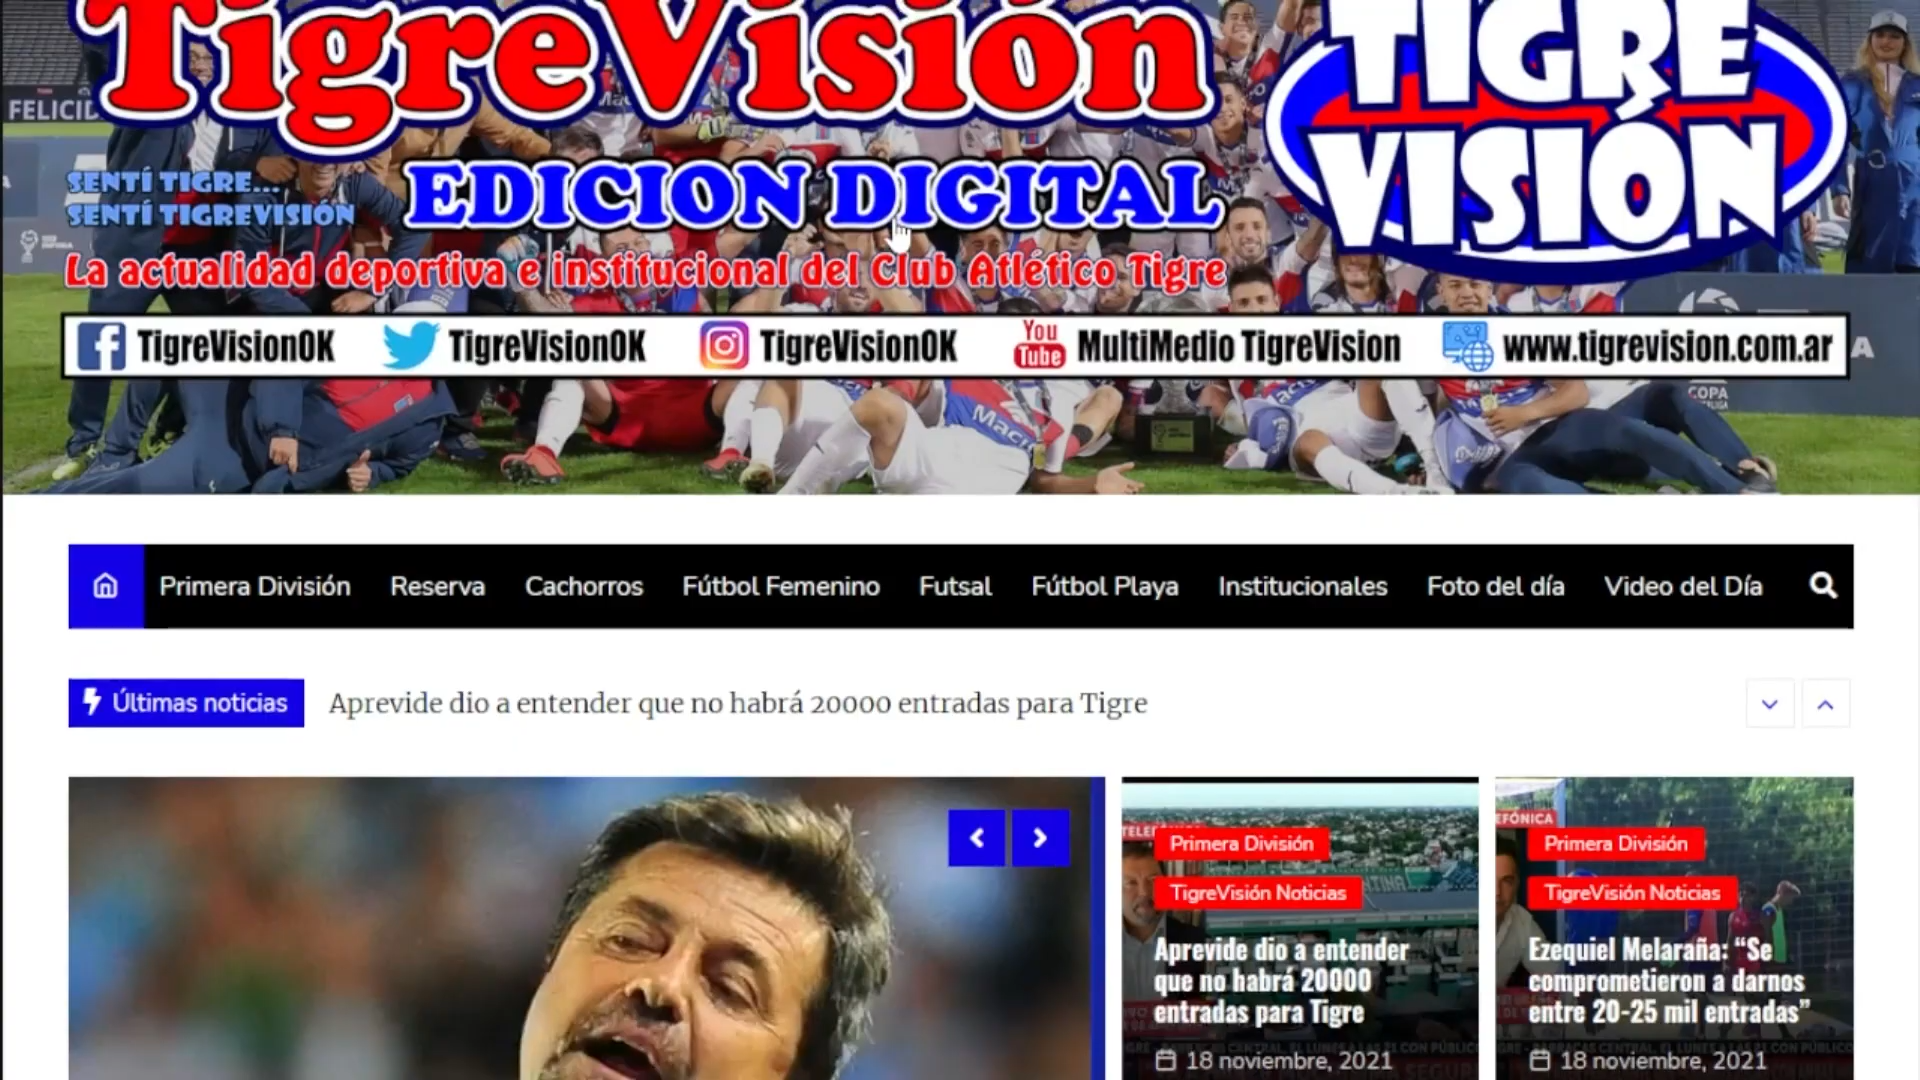 TigreVisión
TIGRE
VISIÓN
SENTÍ TIGRE...
SENTÍ TIGREVISIÓN
EDICION DIGITAL
La actualidad deportiva e institucional del Club Atlético Tigre
TigreVisionOK TigreVisionOK TigreVisionOK You Tube MultiMedio TigreVision www.tigrevision.com.ar
COPA
Primera División Reserva Cachorros Fútbol Femenino Futsal Fútbol Playa Institucionales Foto del día Video del Día
Últimas noticias Aprevide dio a entender que no habrá 20000 entradas para Tigre
Primera División
TigreVisión Noticias
Aprevide dio a entender
que no habrá 20000
entradas para Tigre
18 noviembre, 2021
Primera División
TigreVisión Noticias
Ezequiel Melaraña: “Se
comprometieron a darnos
entre 20-25 mil entradas”
18 noviembre, 2021